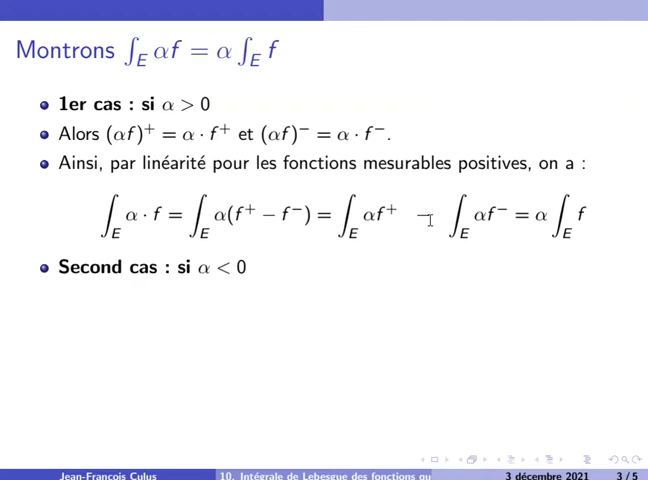 Montrons ∫_E αf = α ∫_E f
1er cas : si α > 0
Alors (αf)⁺ = α · f⁺ et (αf)⁻ = α · f⁻.
Ainsi, par linéarité pour les fonctions mesurables positives, on a :
∫_E α · f = ∫_E α(f⁺ − f⁻) = ∫_E αf⁺ − ∫_E αf⁻ = α ∫_E f
Second cas : si α < 0
Jean-François Culus 10. Intégrale de Lebesgue des fonctions qu 3 décembre 2021 3 / 5